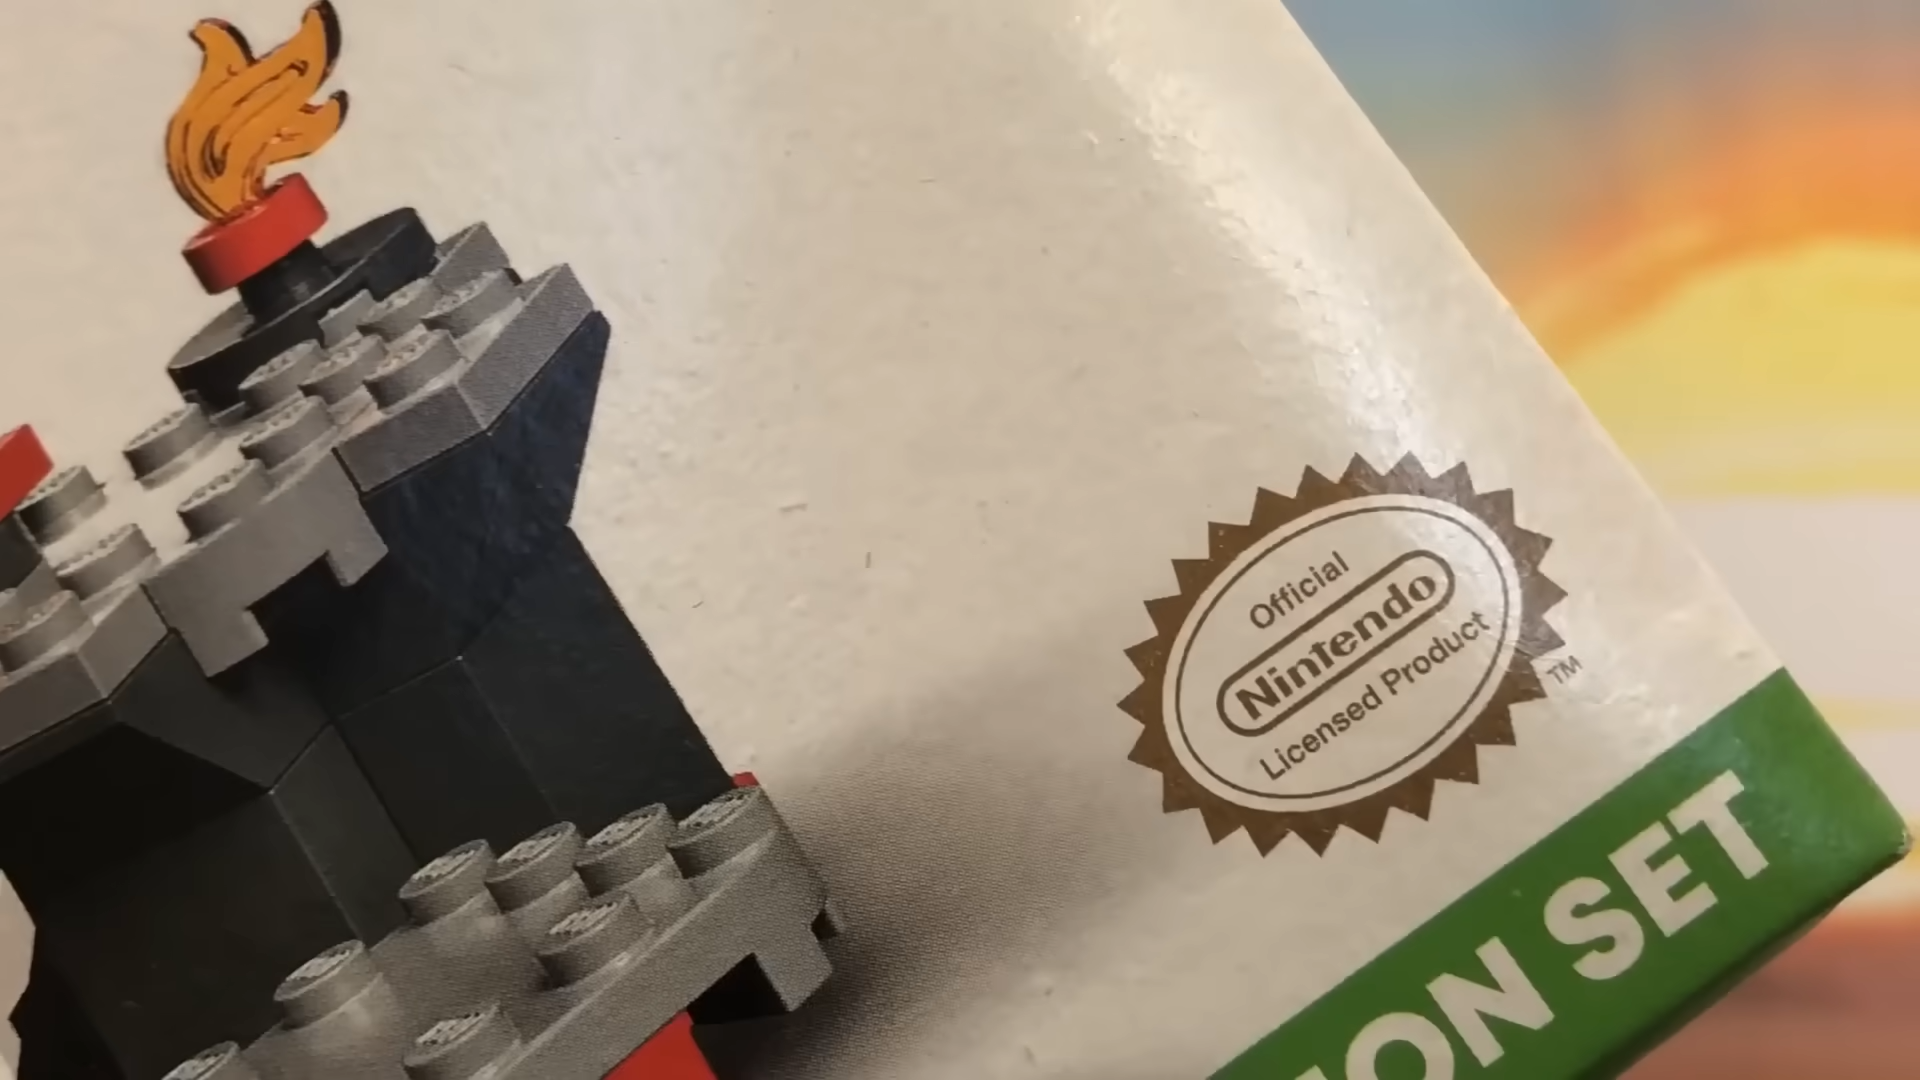 Official
Nintendo
Licensed Product
TM
ION SET